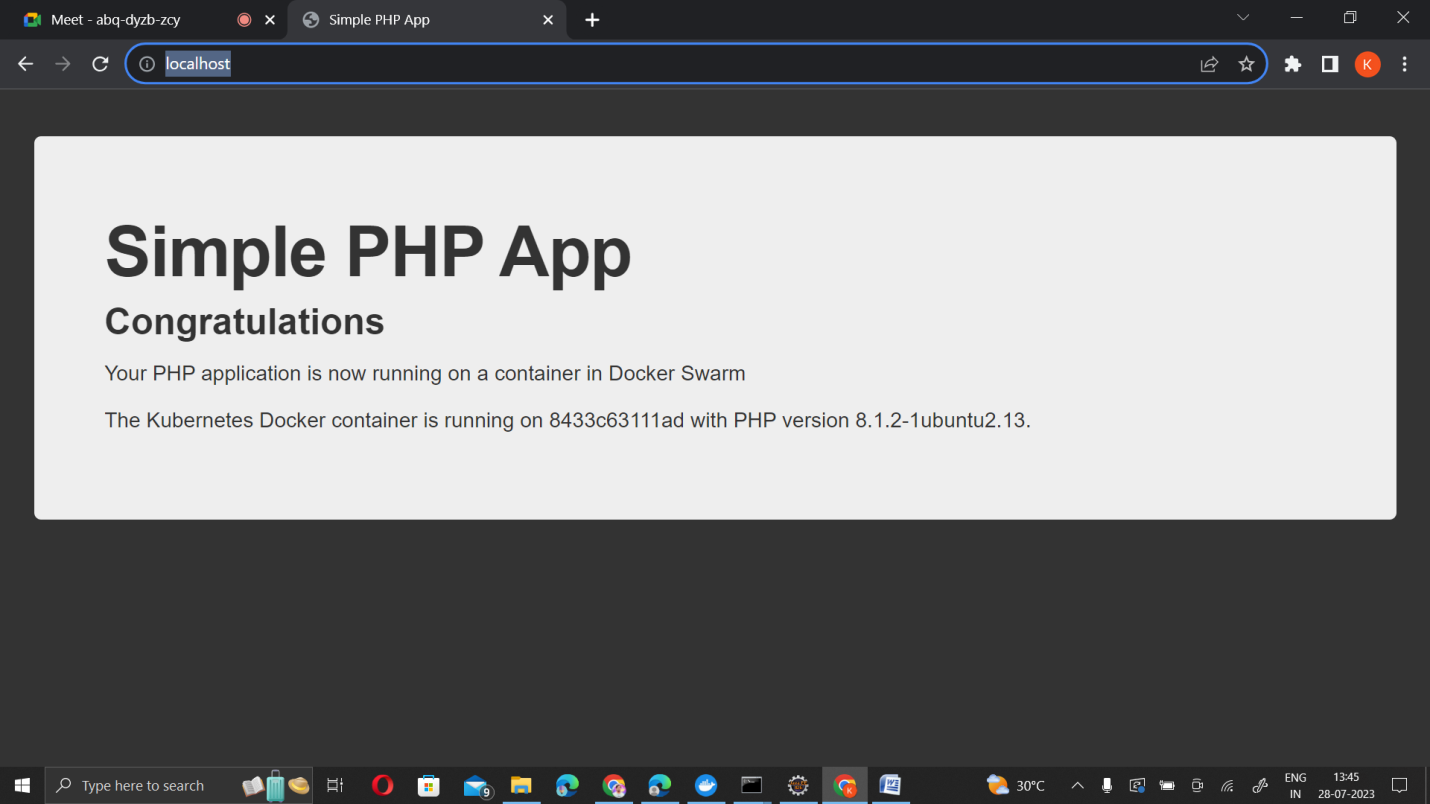 Meet - abq-dyzb-zcy
Simple PHP App
localhost
K
Simple PHP App
Congratulations
Your PHP application is now running on a container in Docker Swarm
The Kubernetes Docker container is running on 8433c63111ad with PHP version 8.1.2-1ubuntu2.13.
Type here to search
9
K
W
30°C
ENG
IN
13:45
28-07-2023